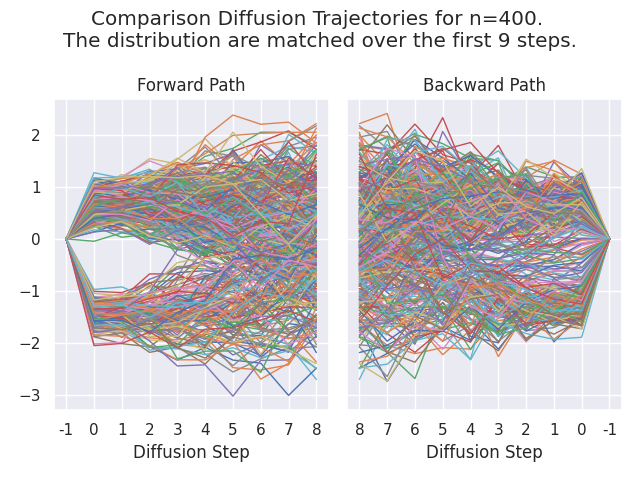 Comparison Diffusion Trajectories for n=400.
The distribution are matched over the first 9 steps.
Forward Path
Backward Path
2
1
0
−1
−2
−3
-1 0 1 2 3 4 5 6 7 8
8 7 6 5 4 3 2 1 0 -1
Diffusion Step
Diffusion Step